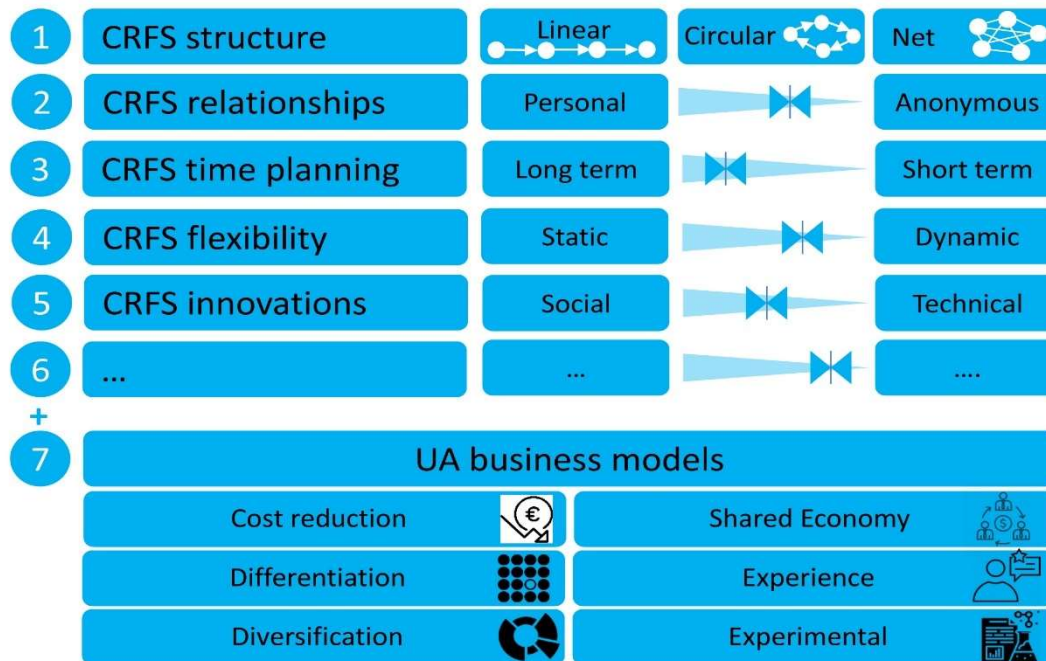 1 CRFS structure Linear Circular Net
2 CRFS relationships Personal Anonymous
3 CRFS time planning Long term Short term
4 CRFS flexibility Static Dynamic
5 CRFS innovations Social Technical
6 ... ... ....
+
7 UA business models
Cost reduction € Shared Economy $
Differentiation Experience
Diversification Experimental